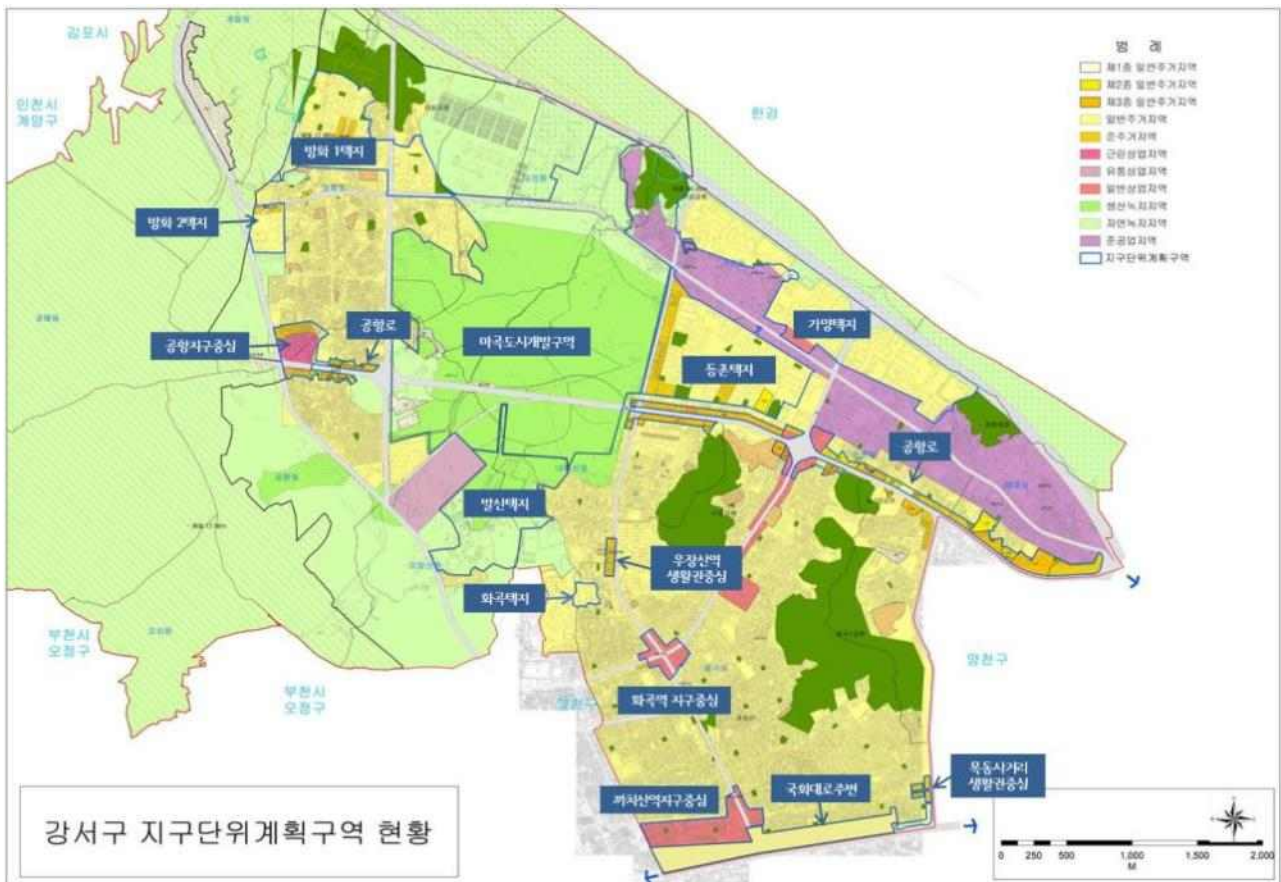 김포시
인천시
계양구
한강
범 례
제1종 일반주거지역
제2종 일반주거지역
제3종 일반주거지역
일반주거지역
준주거지역
근린상업지역
유통상업지역
일반상업지역
생산녹지지역
자연녹지지역
준공업지역
지구단위계획구역
방화 1택지
방화 2택지
공항지구중심
공항로
마곡도시개발구역
가양택지
등촌택지
공항로
발산택지
우장산역
생활권중심
화곡택지
부천시
오정구
부천시
오정구
양천구
화곡역 지구중심
양천구
까치산역지구중심
국회대로주변
목동사거리
생활권중심
강서구 지구단위계획구역 현황
0 250 500 1,000 1,500 2,000
M